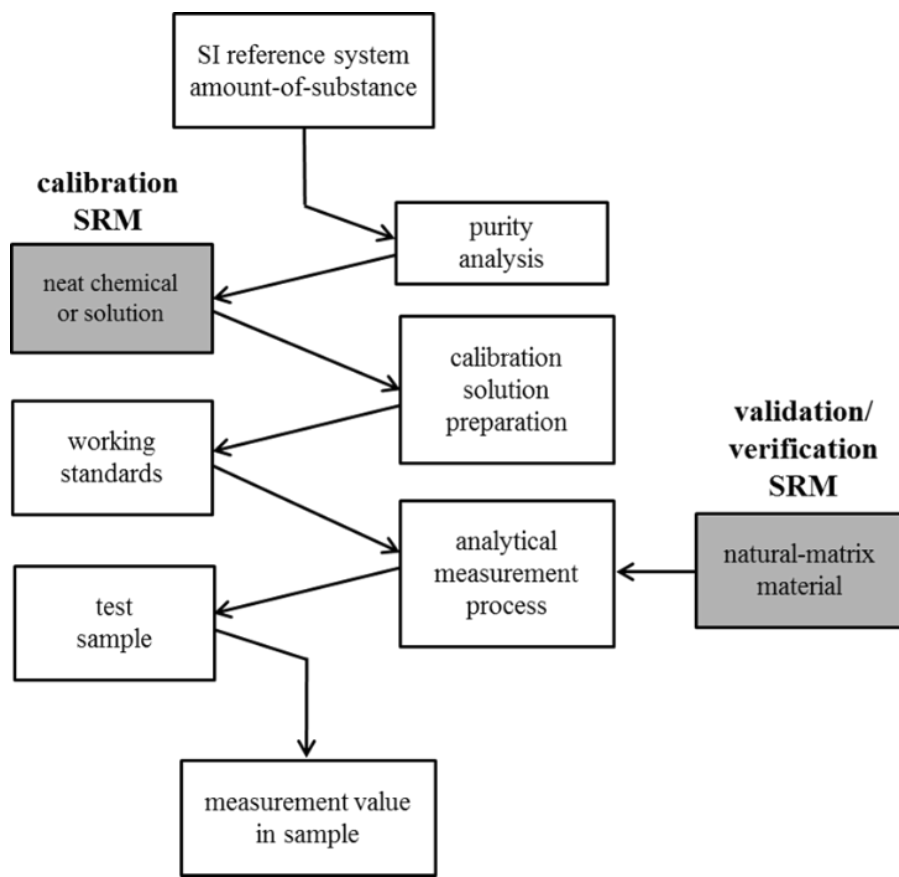 SI reference system
amount-of-substance
calibration
SRM
purity
analysis
neat chemical
or solution
calibration
solution
preparation
working
standards
validation/
verification
SRM
analytical
measurement
process
natural-matrix
material
test
sample
measurement value
in sample